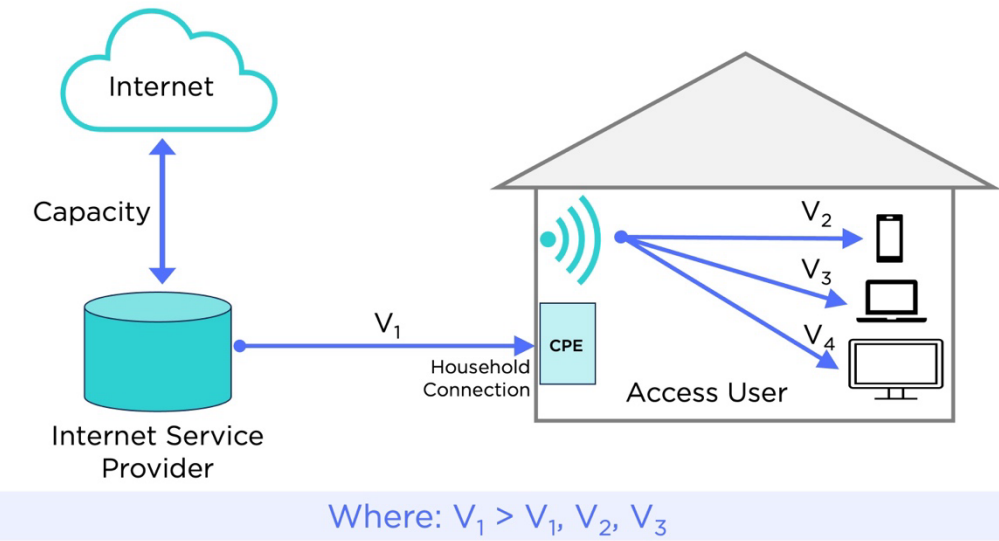 Internet
Capacity
Internet Service
Provider
V₁
Household
Connection
CPE
V₂
V₃
V₄
Access User
Where: V₁ > V₁, V₂, V₃